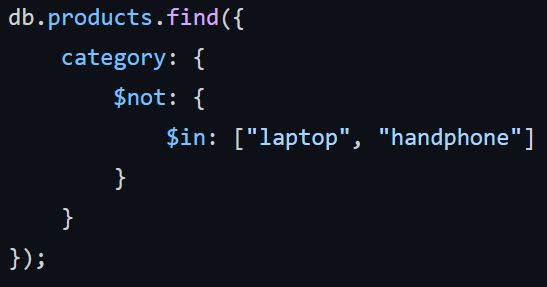 db.products.find({
    category: {
        $not: {
            $in: ["laptop", "handphone"]
        }
    }
});